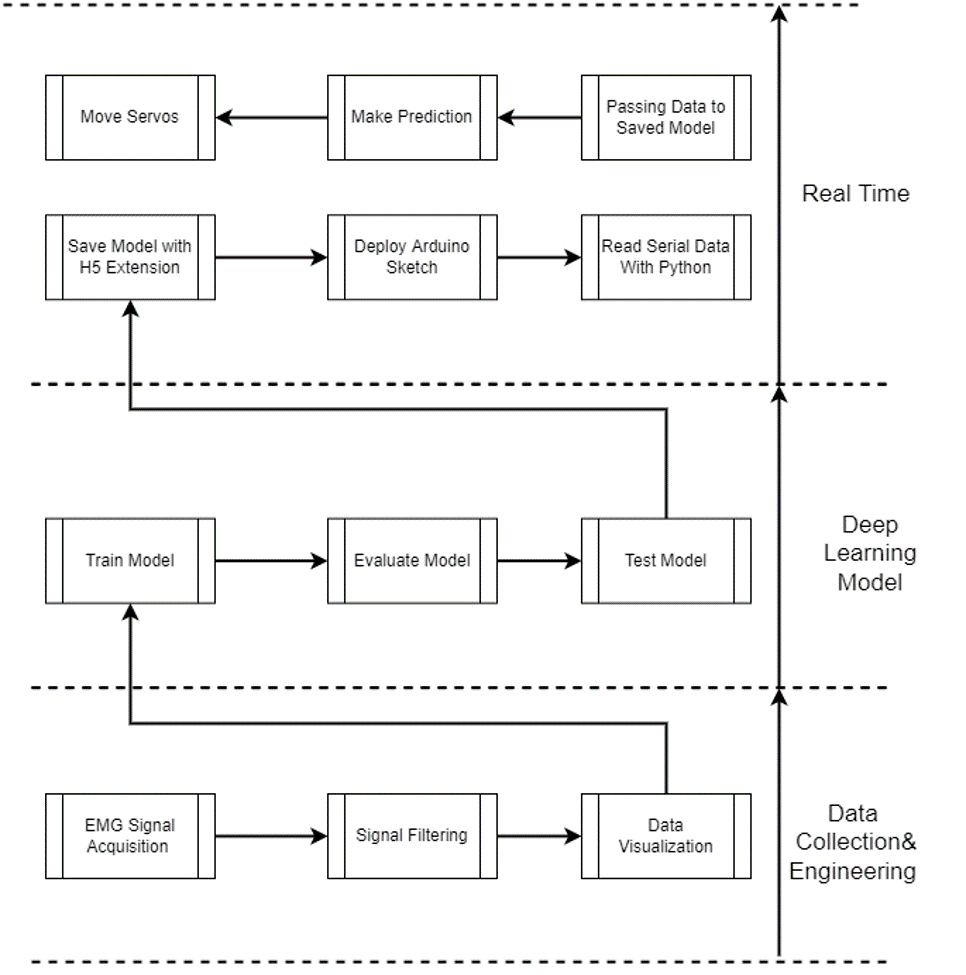 Move Servos
Make Prediction
Passing Data to
Saved Model
Real Time
Save Model with
H5 Extension
Deploy Arduino
Sketch
Read Serial Data
With Python
Train Model
Evaluate Model
Test Model
Deep
Learning
Model
EMG Signal
Acquisition
Signal Filtering
Data
Visualization
Data
Collection&
Engineering